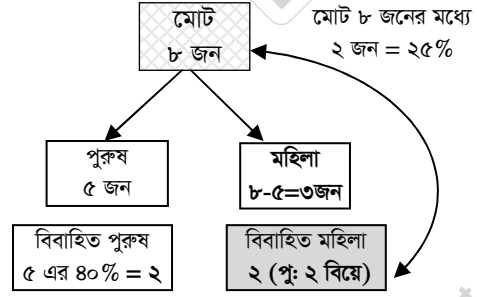 মোট
৮ জন
মোট ৮ জনের মধ্যে
২ জন = ২৫%
পুরুষ
৫ জন
মহিলা
৮-৫=৩জন
বিবাহিত পুরুষ
৫ এর ৪০% = ২
বিবাহিত মহিলা
২ (পু: ২ বিয়ে)